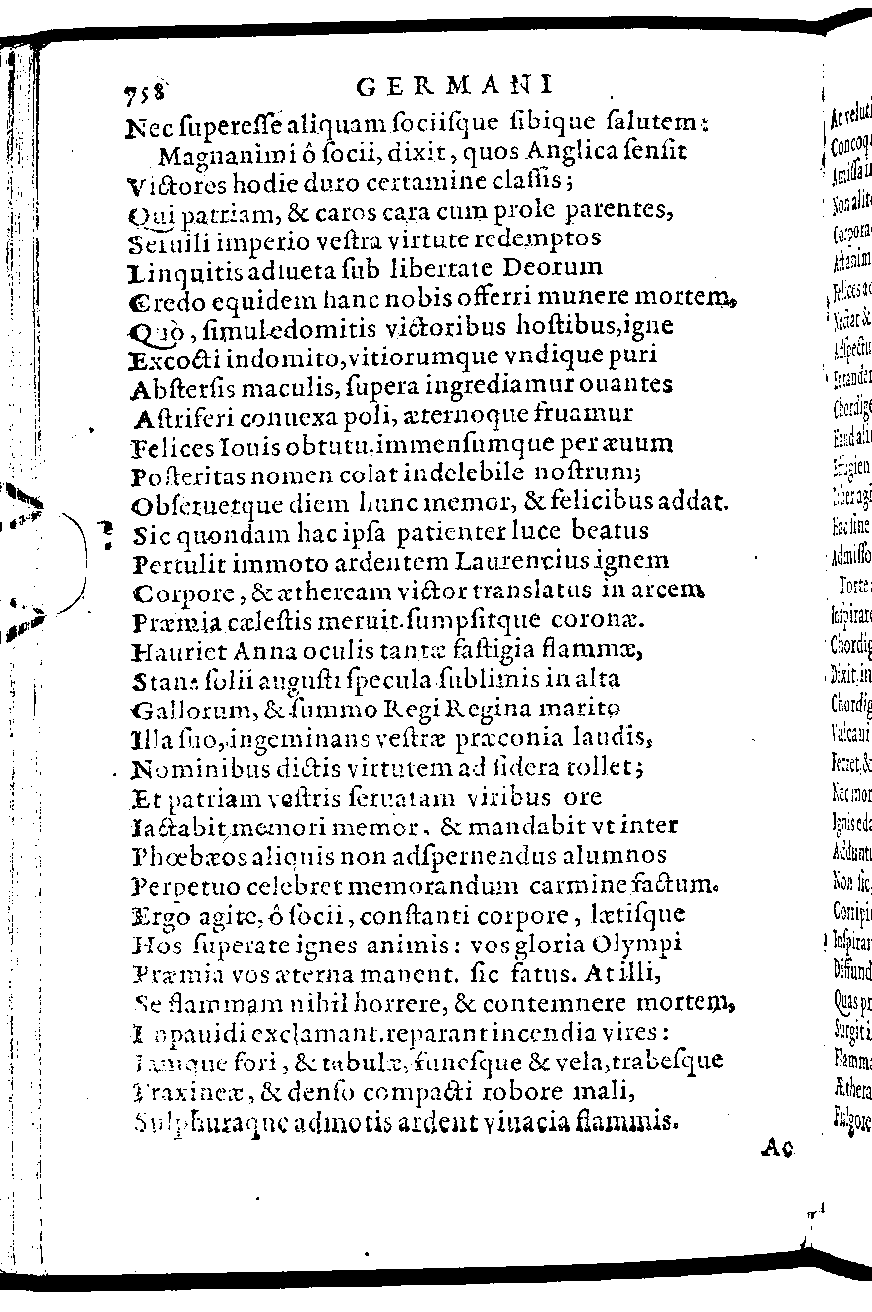 758 GERMANI
Nec ſupereſſe aliquam ſociiſque ſibique ſalutem:
Magnanimi ô ſocii, dixit, quos Anglica ſenſit
Victores hodie duro certamine claſſis;
Qui patriam, & caros cara cum prole parentes,
Seruili imperio veſtra virtute redemptos
Linquitis adſueta ſub libertate Deorum
Credo equidem hanc nobis offerri munere mortem,
Quò, ſimul edomitis victoribus hoſtibus, igne
Excocti indomito, vitiorumque vndique puri
Abſterſis maculis, ſupera ingrediamur ouantes
Aſtriferi conuexa poli, æternoque fruamur
Felices Iouis obtutu, immenſumque per æuum
Poſteritas nomen colat indelebile noſtrum;
Obſeruetque diem hunc memor, & felicibus addat.
Sic quondam hac ipſa patienter luce beatus
Pertulit immoto ardentem Laurentius ignem
Corpore, & ætheream victor translatus in arcem
Præmia cæleſtis meruit ſumpſitque coronæ.
Hauriet Anna oculis tantæ faſtigia flammæ,
Stans ſolii auguſti ſpecula ſublimis in alta
Gallorum, & ſummo Regi Regina marito
Illa ſuo, ingeminans veſtræ præconia laudis,
Nominibus dictis virtutem ad ſidera tollet;
Et patriam veſtris ſeruatam viribus ore
Iactabit memori memor, & mandabit vt inter
Phœbæos aliquis non adſpernendus alumnos
Perpetuo celebret memorandum carmine factum.
Ergo agite, ô ſocii, conſtanti corpore, lætiſque
Hos ſuperate ignes animis: vos gloria Olympi
Præmia vos æterna manent. ſic fatus. At illi,
Se flammam nihil horrere, & contemnere mortem,
Inpauidi exclamant. reparant incendia vires:
Iamque fori, & tabulæ, funeſque & vela, trabeſque
Fraxineæ, & denſo compacti robore mali,
Sulphuraque admotis ardent viuacia flammis.
Ac